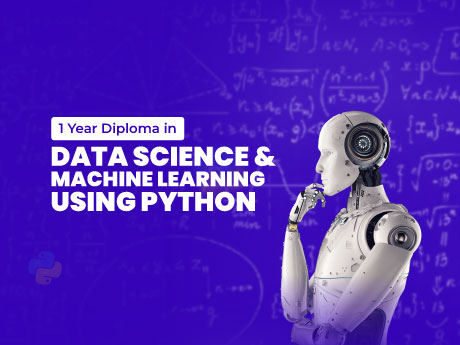 1 Year Diploma in
DATA SCIENCE &
MACHINE LEARNING
USING PYTHON